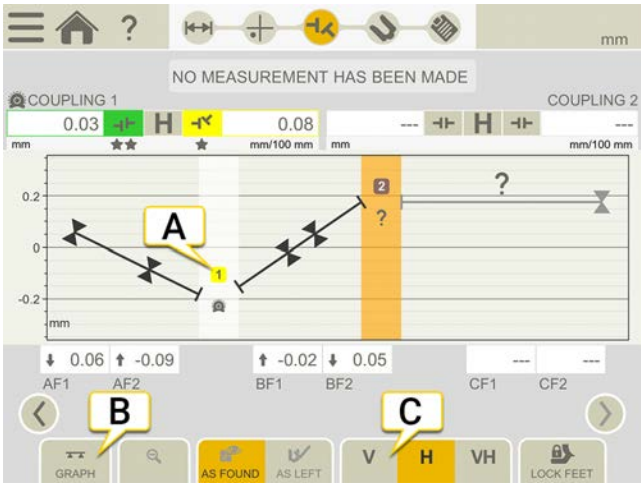 ?
mm
NO MEASUREMENT HAS BEEN MADE
COUPLING 1
COUPLING 2
0.03 H 0.08
--- H ---
mm ★★ ★ mm/100 mm
mm mm/100 mm
2
?
?
0.2
A
0
1
-0.2
mm
0.06 -0.09 -0.02 0.05 --- ---
AF1 AF2 BF1 BF2 CF1 CF2
B
C
GRAPH
AS FOUND
AS LEFT
V H VH
LOCK FEET